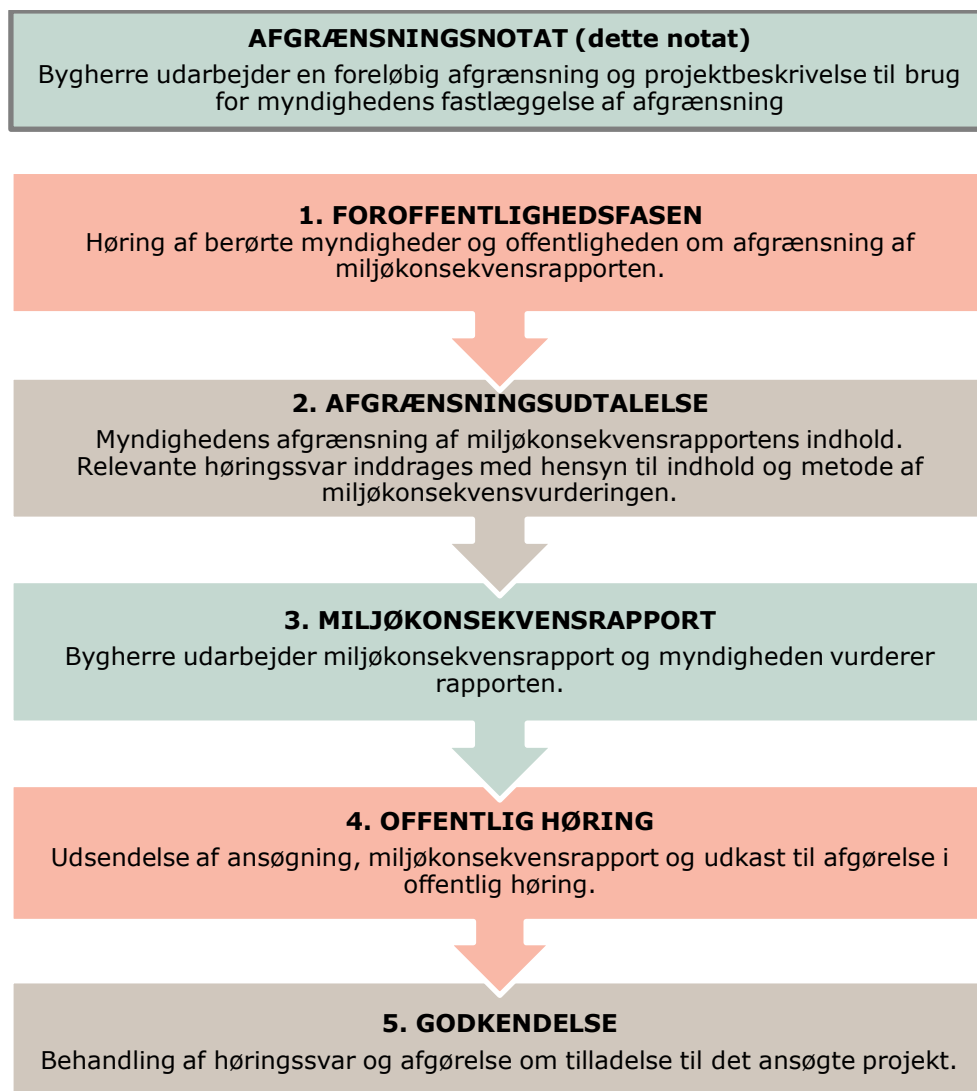 AFGRÆNSNINGSNOTAT (dette notat)
Bygherre udarbejder en foreløbig afgrænsning og projektbeskrivelse til brug
for myndighedens fastlæggelse af afgrænsning
1. FOROFFENTLIGHEDSFASEN
Høring af berørte myndigheder og offentligheden om afgrænsning af
miljøkonsekvensrapporten.
2. AFGRÆNSNINGSUDTALELSE
Myndighedens afgrænsning af miljøkonsekvensrapportens indhold.
Relevante høringssvar inddrages med hensyn til indhold og metode af
miljøkonsekvensvurderingen.
3. MILJØKONSEKVENSRAPPORT
Bygherre udarbejder miljøkonsekvensrapport og myndigheden vurderer
rapporten.
4. OFFENTLIG HØRING
Udsendelse af ansøgning, miljøkonsekvensrapport og udkast til afgørelse i
offentlig høring.
5. GODKENDELSE
Behandling af høringssvar og afgørelse om tilladelse til det ansøgte projekt.